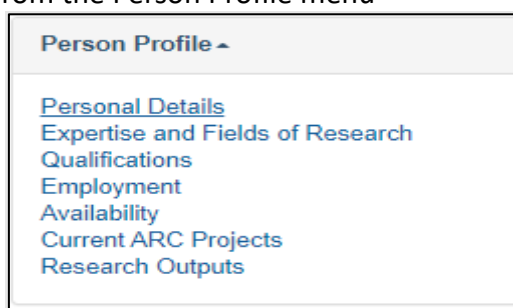 from the Person Profile menu
Person Profile
Personal Details
Expertise and Fields of Research
Qualifications
Employment
Availability
Current ARC Projects
Research Outputs